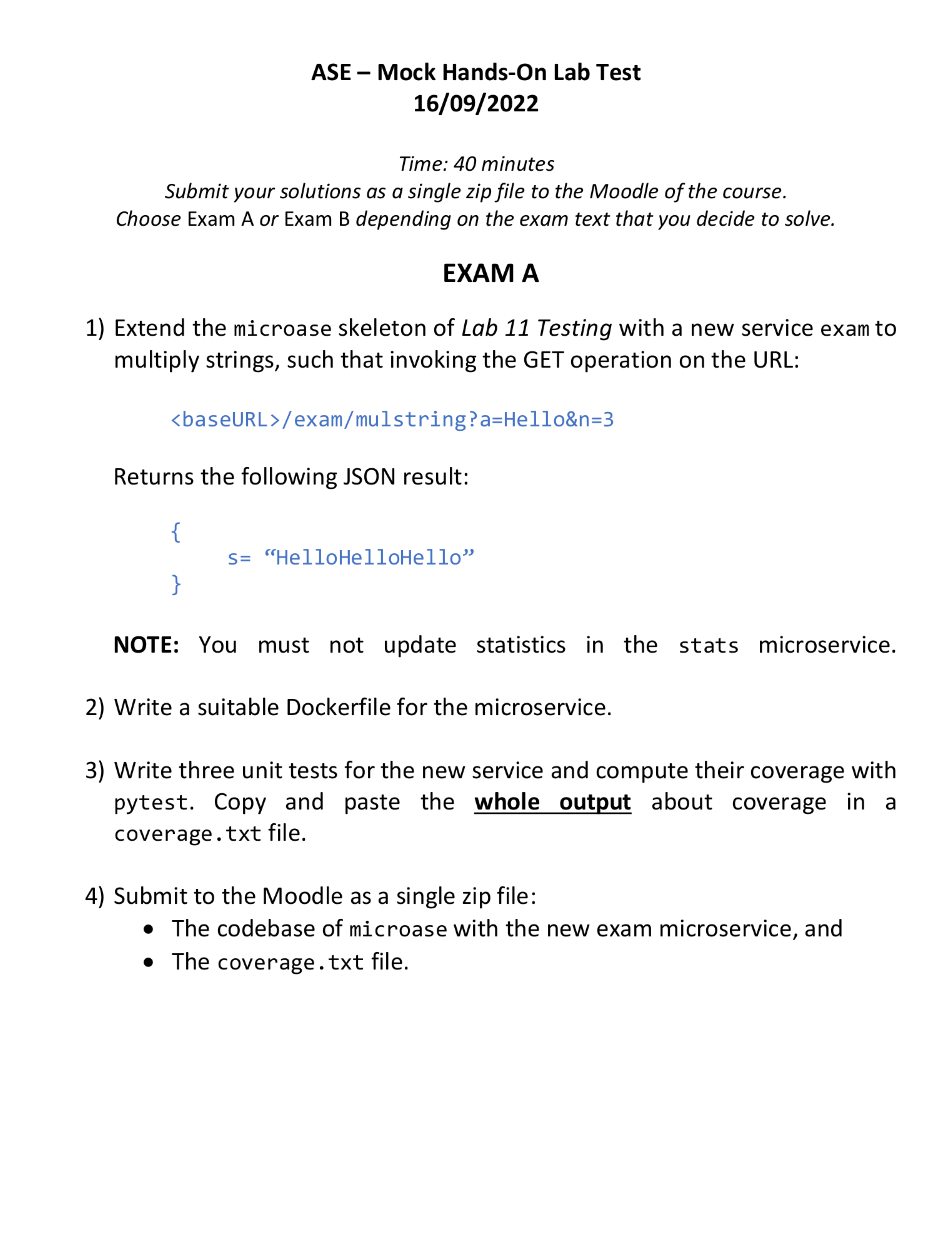 ASE – Mock Hands-On Lab Test
16/09/2022
Time: 40 minutes
Submit your solutions as a single zip file to the Moodle of the course.
Choose Exam A or Exam B depending on the exam text that you decide to solve.
EXAM A
1) Extend the microase skeleton of Lab 11 Testing with a new service exam to
multiply strings, such that invoking the GET operation on the URL:
<baseURL>/exam/mulstring?a=Hello&n=3
Returns the following JSON result:
{
s= “HelloHelloHello”
}
NOTE: You must not update statistics in the stats microservice.
2) Write a suitable Dockerfile for the microservice.
3) Write three unit tests for the new service and compute their coverage with
pytest. Copy and paste the whole output about coverage in a
coverage.txt file.
4) Submit to the Moodle as a single zip file:
• The codebase of microase with the new exam microservice, and
• The coverage.txt file.